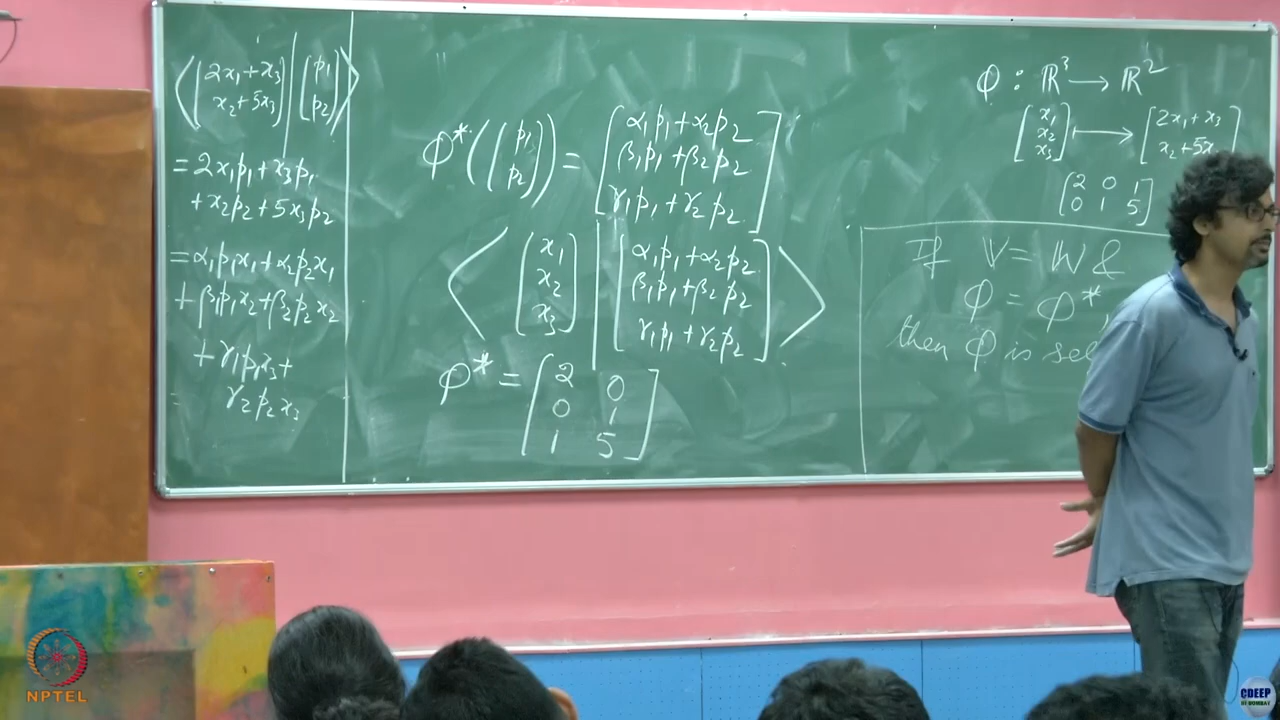 ⟨ [2x₁+x₃ | [p₁ ⟩
x₂+5x₃] | p₂]
= 2x₁p₁ + x₃p₁
+ x₂p₂ + 5x₃p₂
= α₁p₁x₁ + α₂p₂x₁
+ β₁p₁x₂ + β₂p₂x₂
+ γ₁p₁x₃ +
γ₂p₂x₃
φ* ( (p₁ p₂) ) = [α₁p₁ + α₂p₂
β₁p₁ + β₂p₂
γ₁p₁ + γ₂p₂]
⟨ [x₁ | [α₁p₁ + α₂p₂ ⟩
x₂ | β₁p₁ + β₂p₂
x₃] | γ₁p₁ + γ₂p₂]
φ* = [2 0
0 1
1 5]
φ : ℝ³ → ℝ²
[x₁ x₂ x₃] ⟼ [2x₁ + x₃
x₂ + 5x
[2 0 1
0 1 5]
If V = W &
φ = φ*,
then φ is sel
NPTEL
CDEEP
IIT BOMBAY